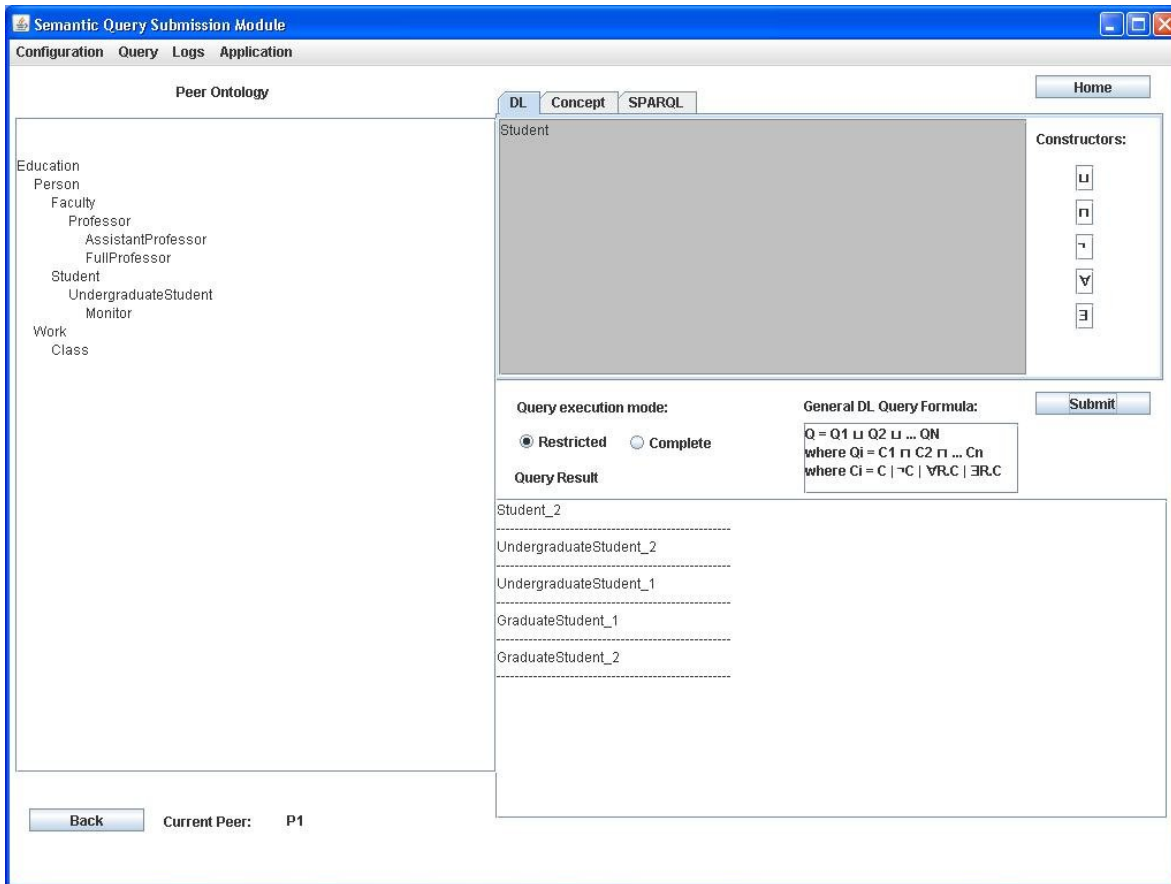 Semantic Query Submission Module
Configuration Query Logs Application
Peer Ontology
Education
Person
Faculty
Professor
AssistantProfessor
FullProfessor
Student
UndergraduateStudent
Monitor
Work
Class
DL Concept SPARQL
Home
Student
Constructors:
⊔
⊓
¬
∀
∃
Query execution mode:
Restricted Complete
General DL Query Formula:
Q = Q1 ⊔ Q2 ⊔ ... QN
where Qi = C1 ⊓ C2 ⊓ ... Cn
where Ci = C | ¬C | ∀R.C | ∃R.C
Submit
Query Result
Student_2
--------------------------------------------------
UndergraduateStudent_2
--------------------------------------------------
UndergraduateStudent_1
--------------------------------------------------
GraduateStudent_1
--------------------------------------------------
GraduateStudent_2
--------------------------------------------------
Back Current Peer: P1